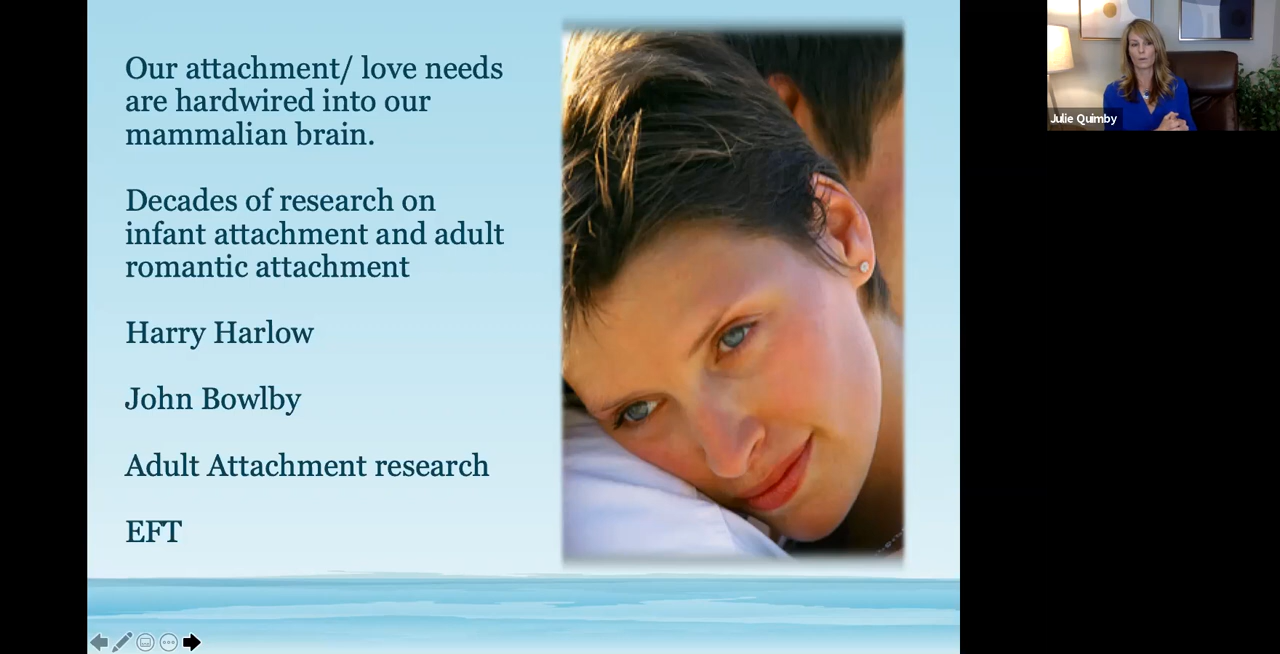 Our attachment/ love needs
are hardwired into our
mammalian brain.
Decades of research on
infant attachment and adult
romantic attachment
Harry Harlow
John Bowlby
Adult Attachment research
EFT
Julie Quimby